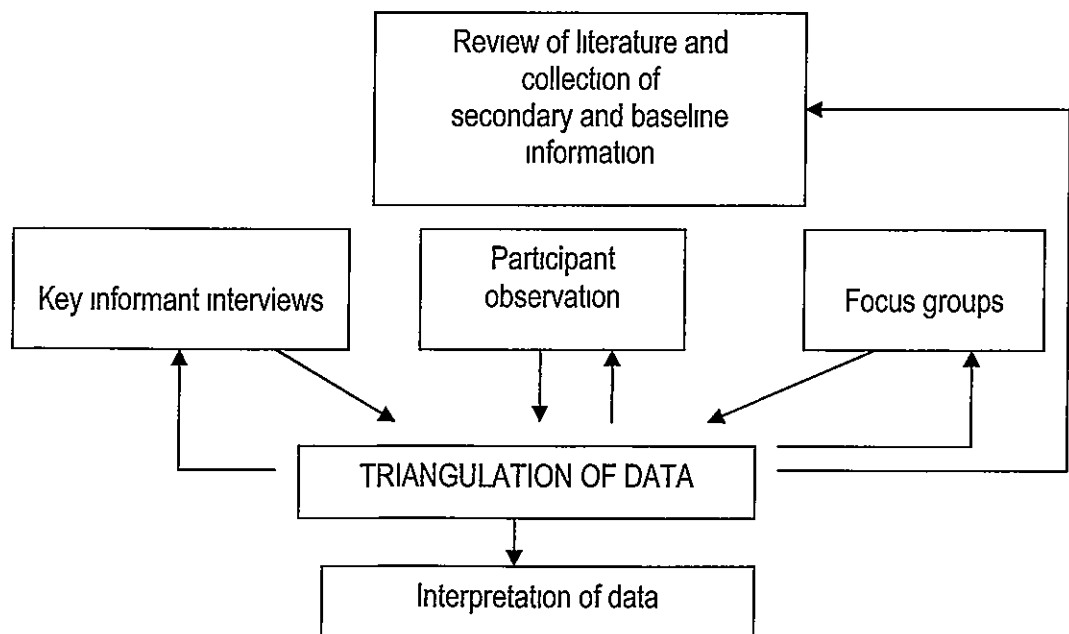 Review of literature and
collection of
secondary and baseline
information
Key informant interviews
Participant
observation
Focus groups
TRIANGULATION OF DATA
Interpretation of data